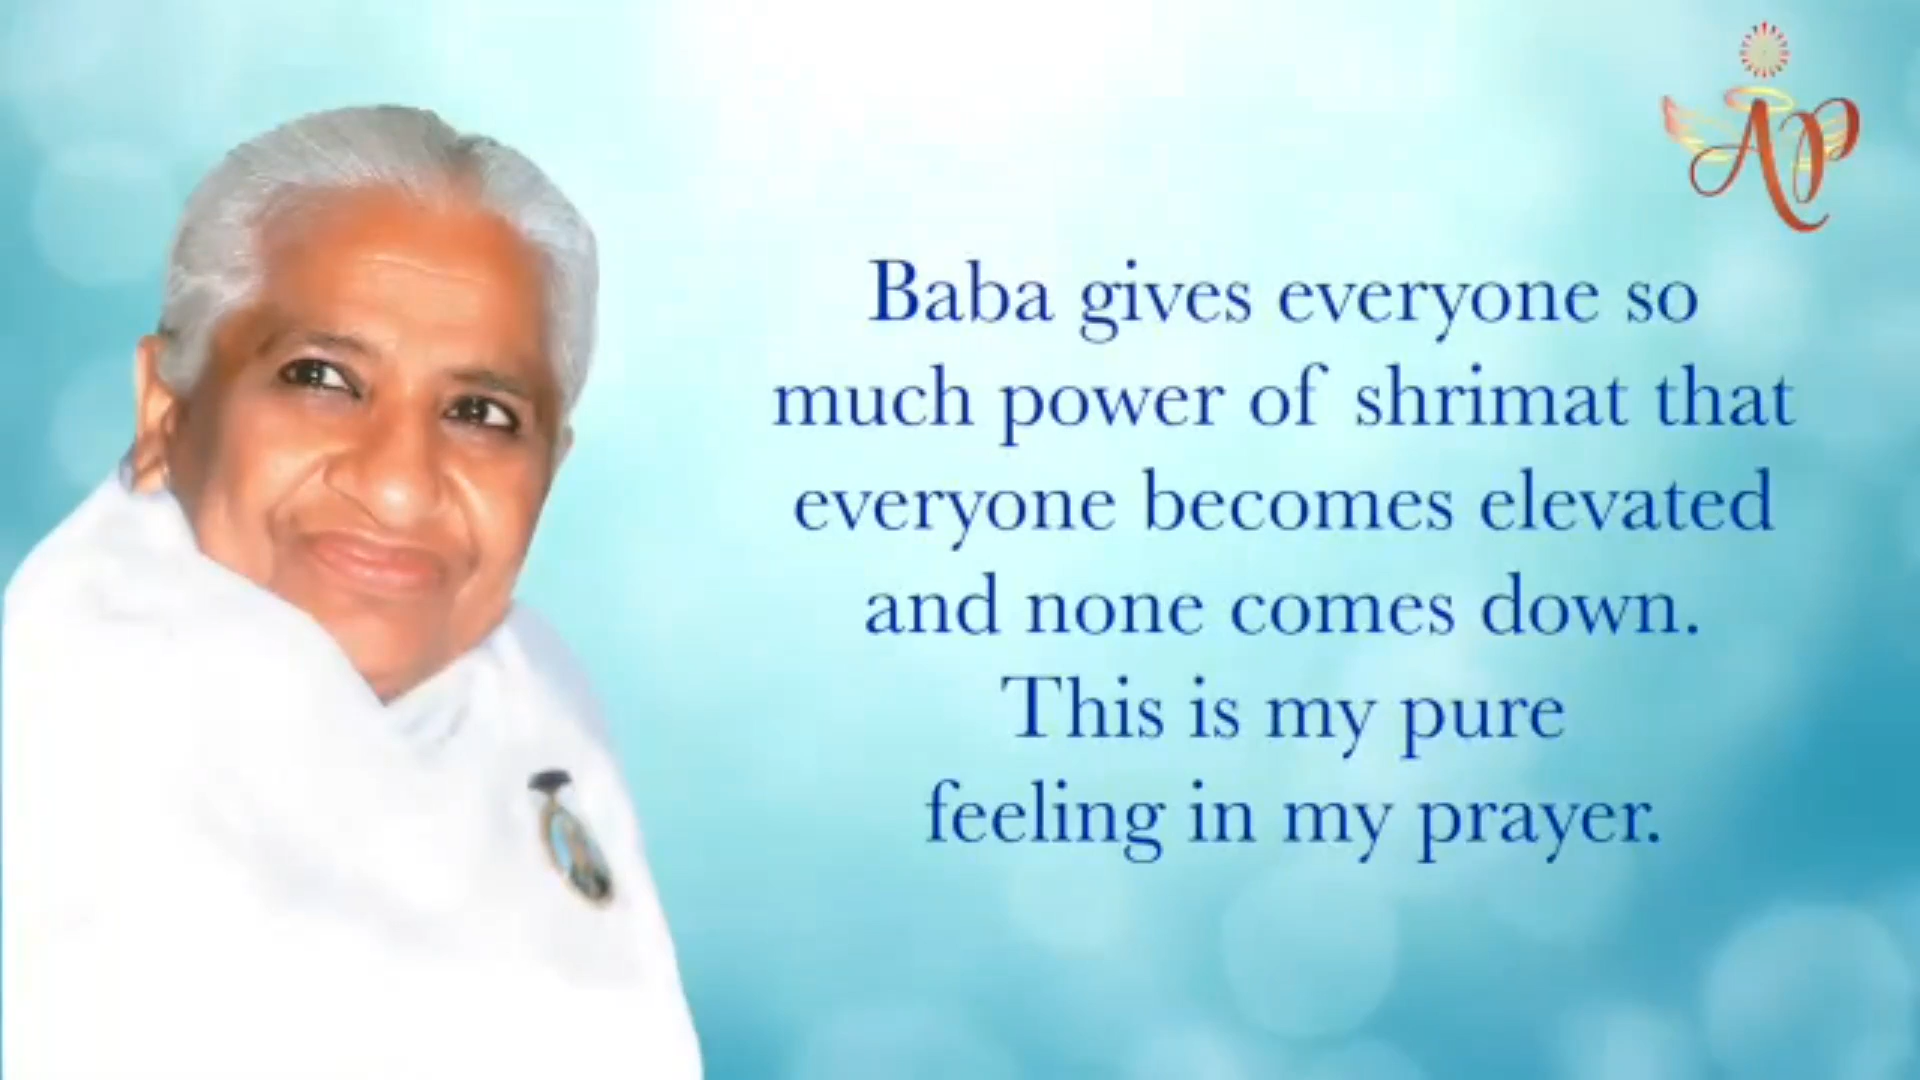 AP
Baba gives everyone so
much power of shrimat that
everyone becomes elevated
and none comes down.
This is my pure
feeling in my prayer.